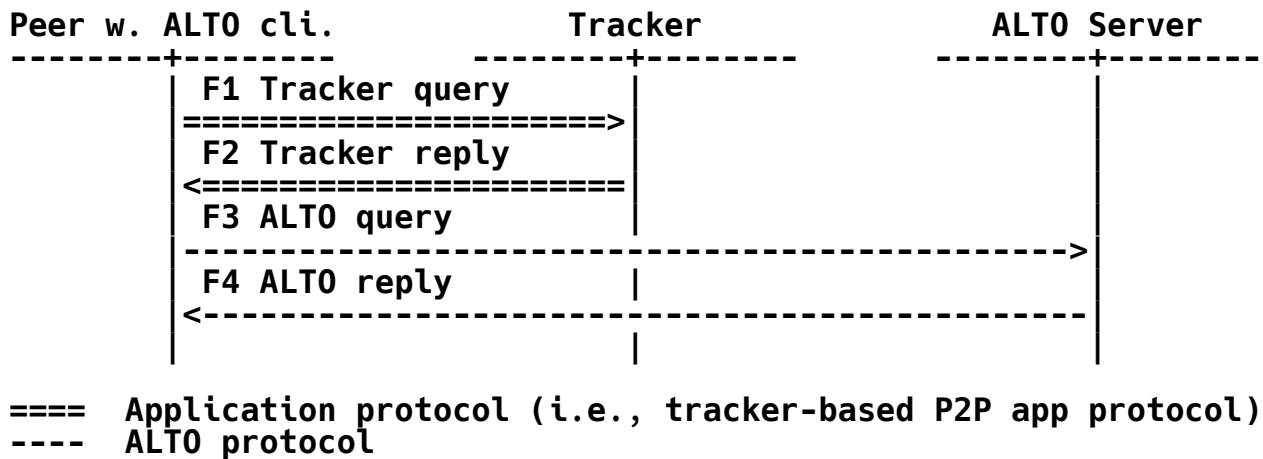 Peer w. ALTO cli.            Tracker               ALTO Server
--------+--------       --------+--------       --------+--------
        | F1 Tracker query      |                       |
        |======================>|                       |
        | F2 Tracker reply      |                       |
        |<======================|                       |
        | F3 ALTO query         |                       |
        |---------------------------------------------->|
        | F4 ALTO reply         |                       |
        |<----------------------------------------------|
        |                       |                       |
====  Application protocol (i.e., tracker-based P2P app protocol)
----  ALTO protocol